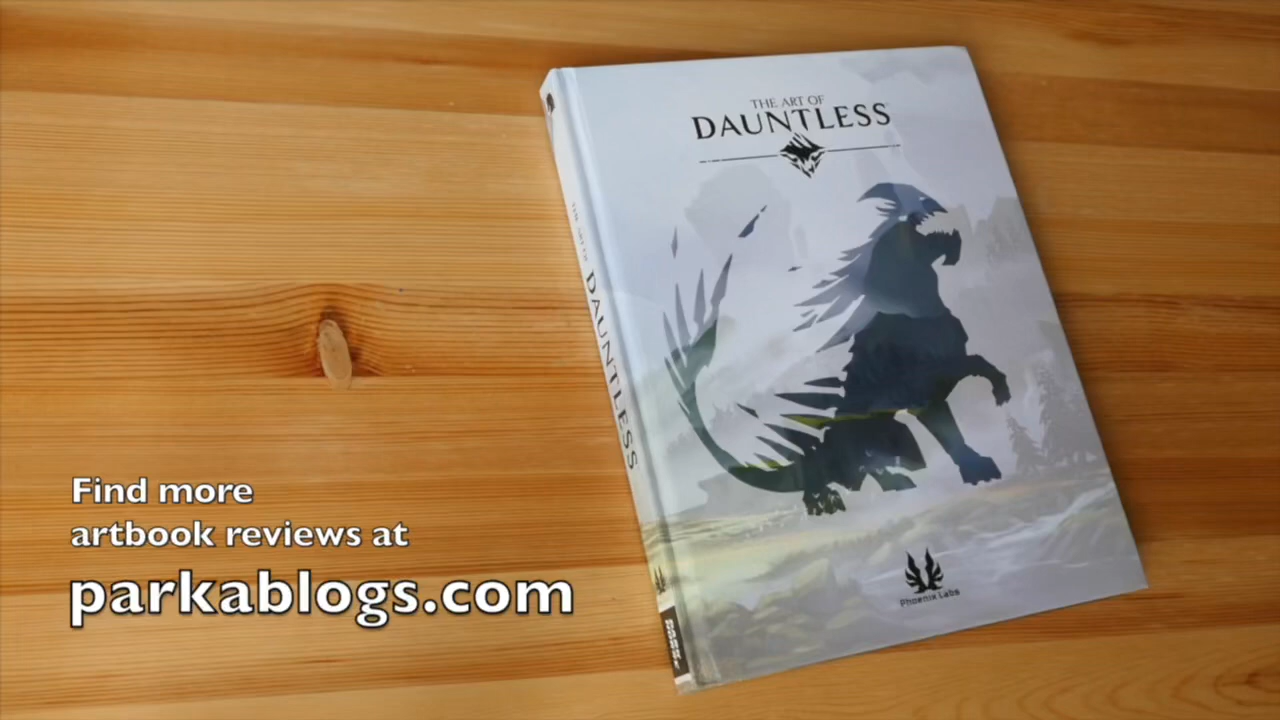 THE ART OF
DAUNTLESS
THE ART OF DAUNTLESS
Phoenix Labs
Find more
artbook reviews at
parkablogs.com